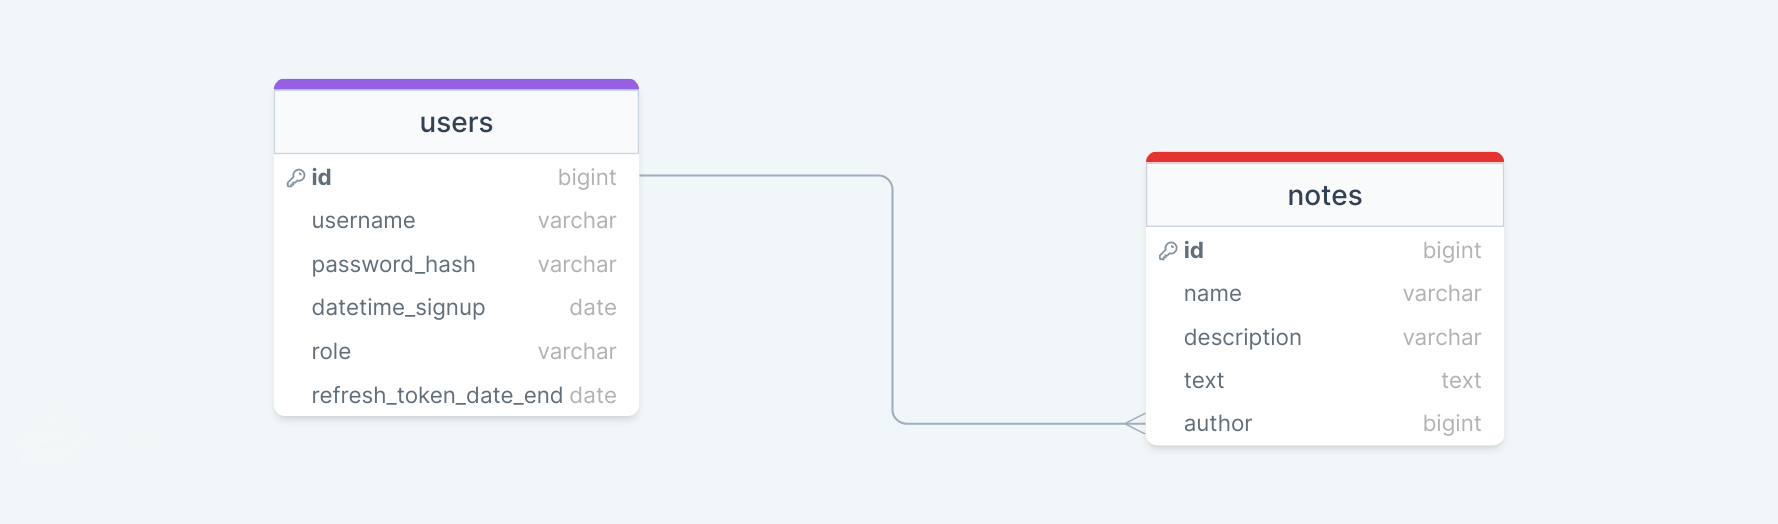 users
id bigint
username varchar
password_hash varchar
datetime_signup date
role varchar
refresh_token_date_end date
notes
id bigint
name varchar
description varchar
text text
author bigint